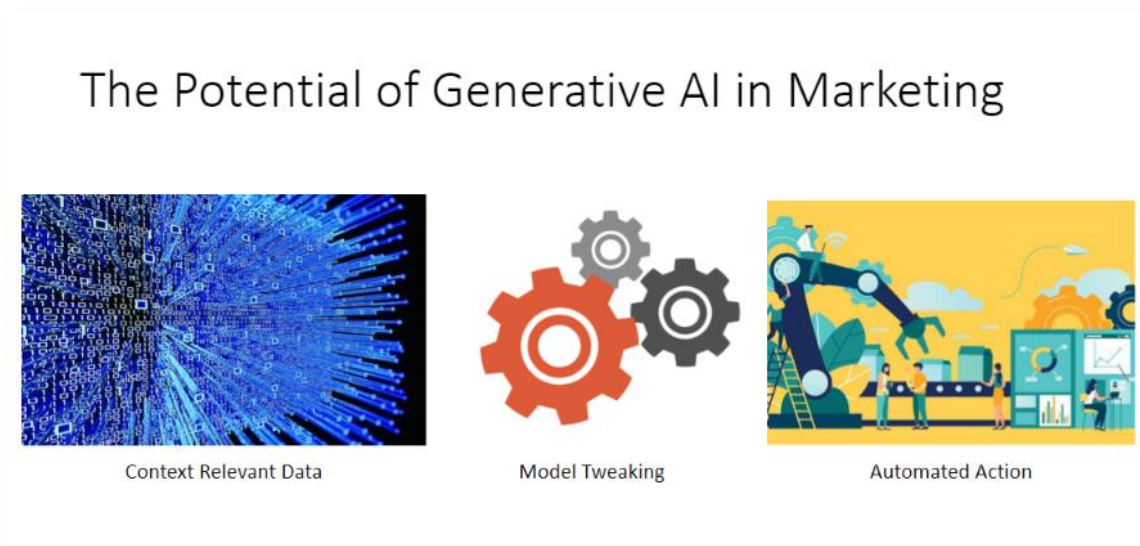 The Potential of Generative AI in Marketing
Context Relevant Data
Model Tweaking
Automated Action